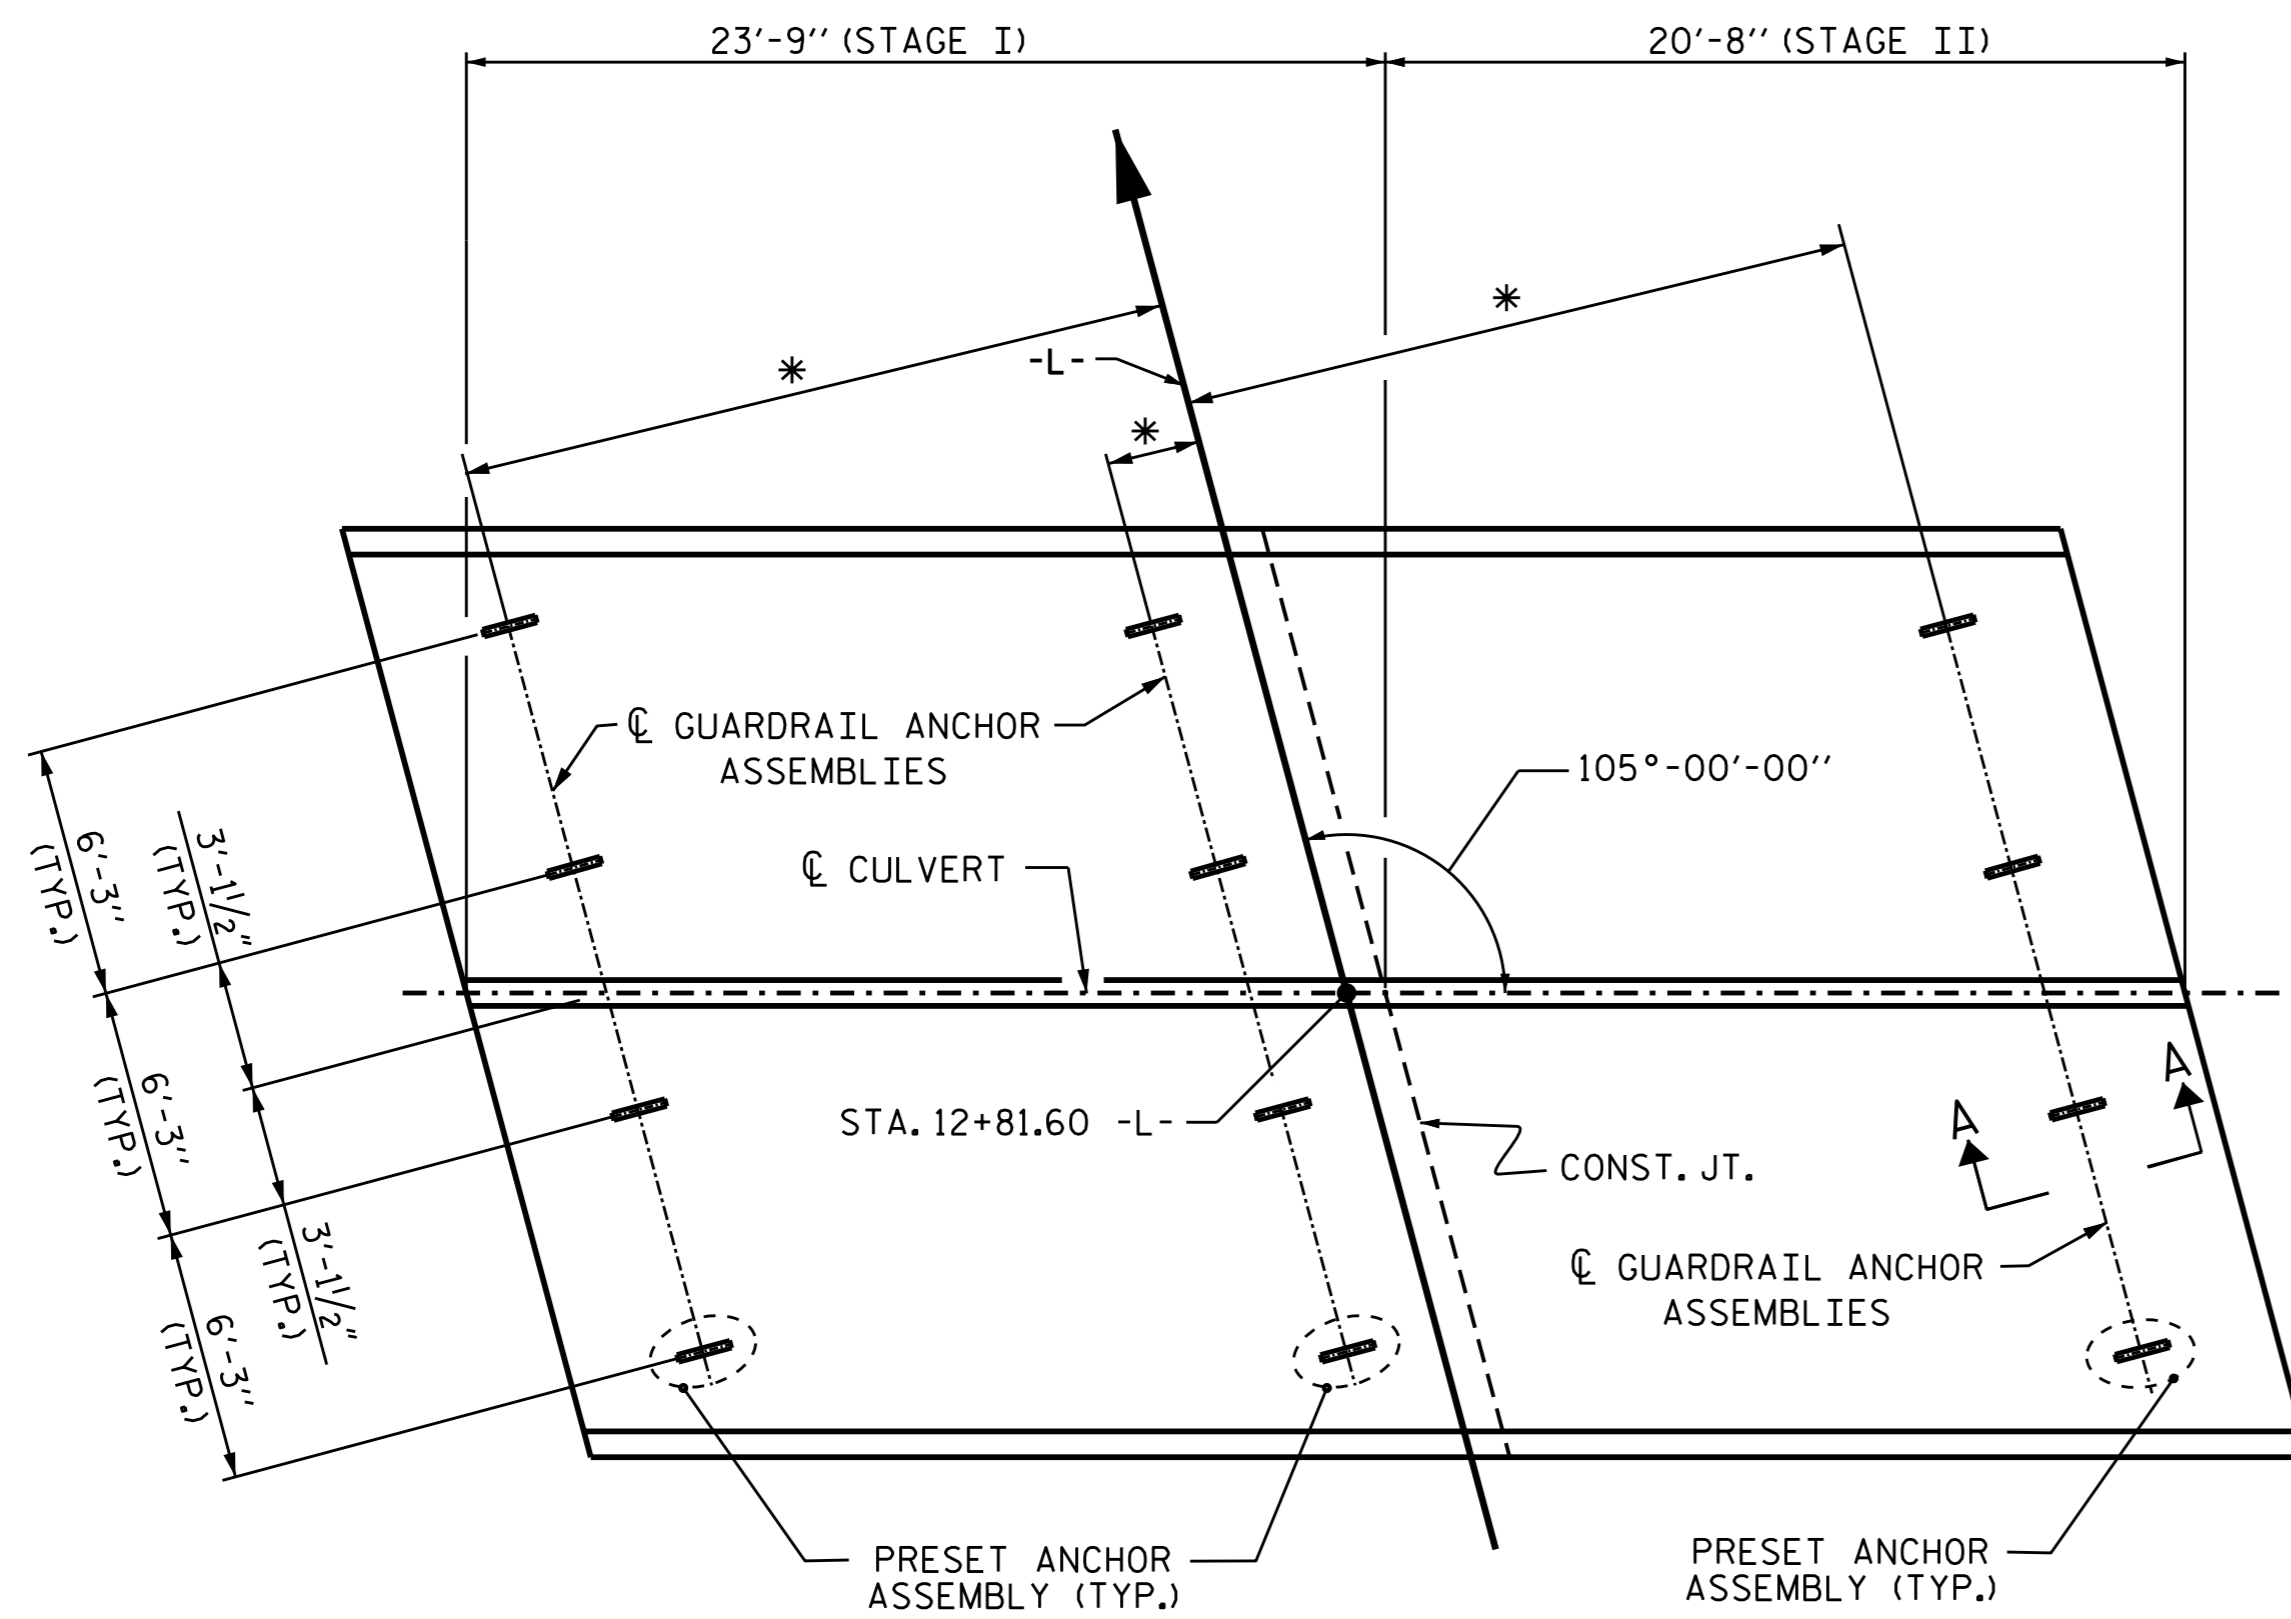 23'-9" (STAGE I)
20'-8" (STAGE II)
*
*
-L-
*
℄ GUARDRAIL ANCHOR
ASSEMBLIES
105°-00'-00"
℄ CULVERT
6'-3"
(TYP.)
3'-1½"
(TYP.)
6'-3"
(TYP.)
3'-1½"
(TYP.)
6'-3"
(TYP.)
STA. 12+81.60 -L-
A
A
CONST. JT.
℄ GUARDRAIL ANCHOR
ASSEMBLIES
PRESET ANCHOR
ASSEMBLY (TYP.)
PRESET ANCHOR
ASSEMBLY (TYP.)